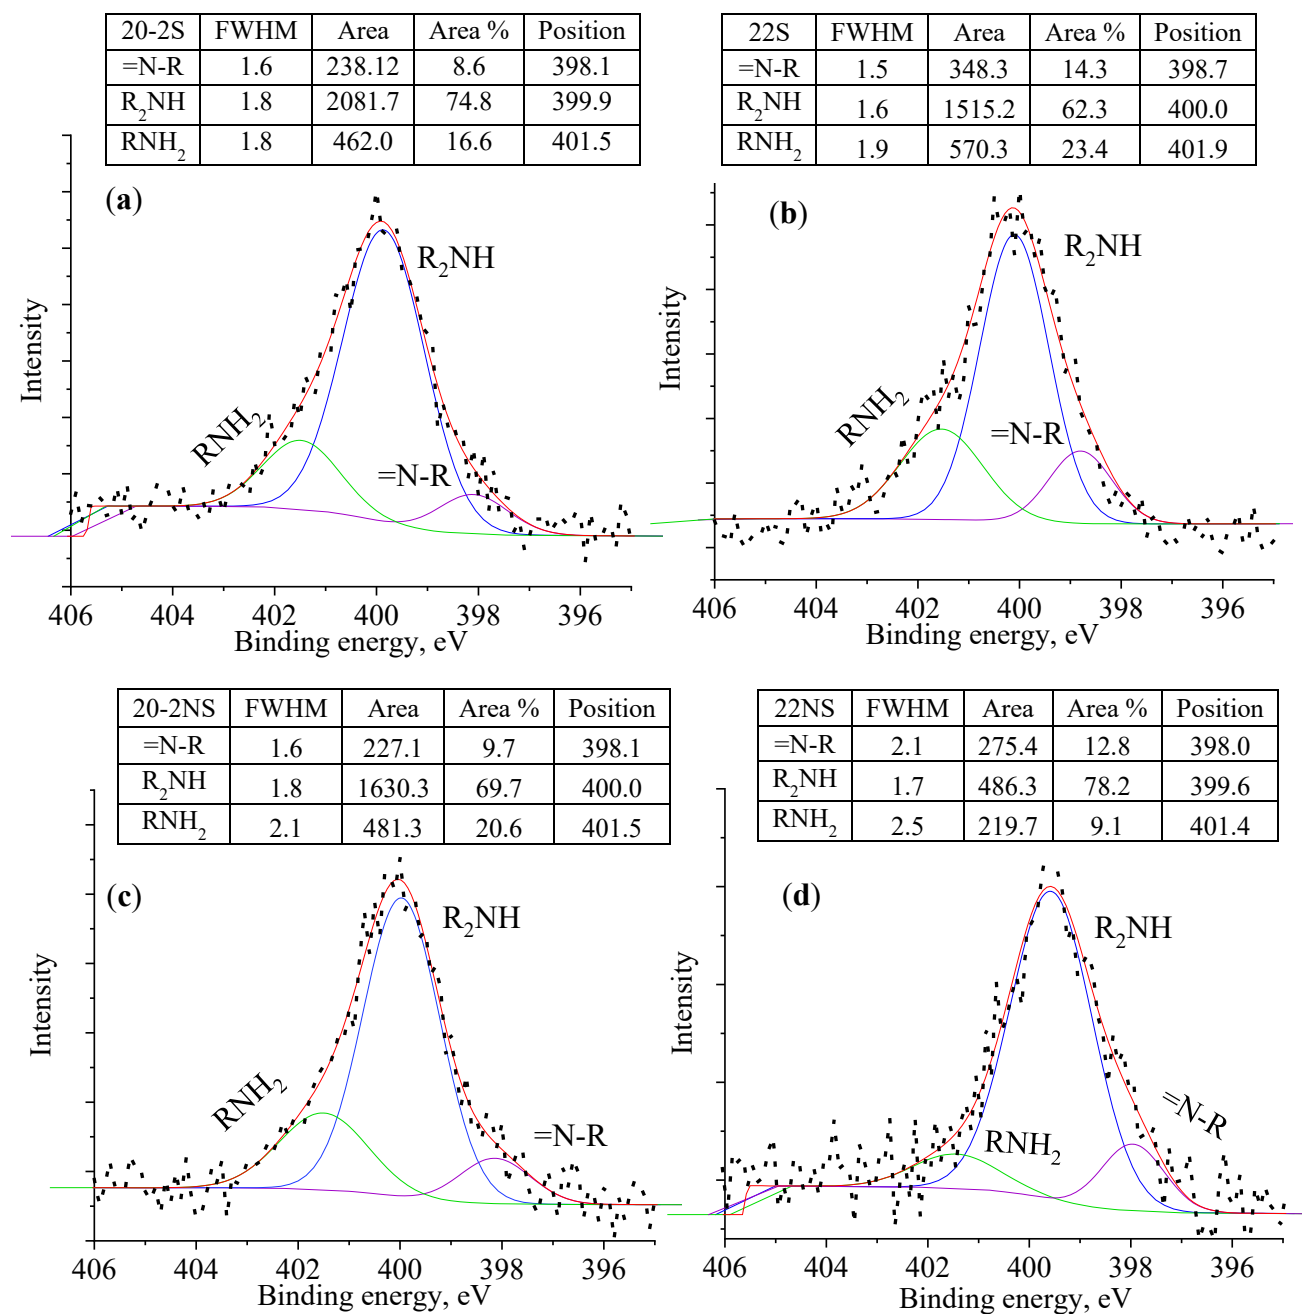 20-2S FWHM Area Area % Position
=N-R 1.6 238.12 8.6 398.1
R₂NH 1.8 2081.7 74.8 399.9
RNH₂ 1.8 462.0 16.6 401.5
(a)
R₂NH
RNH₂
=N-R
Intensity
406 404 402 400 398 396
Binding energy, eV
22S FWHM Area Area % Position
=N-R 1.5 348.3 14.3 398.7
R₂NH 1.6 1515.2 62.3 400.0
RNH₂ 1.9 570.3 23.4 401.9
(b)
R₂NH
RNH₂
=N-R
Intensity
406 404 402 400 398 396
Binding energy, eV
20-2NS FWHM Area Area % Position
=N-R 1.6 227.1 9.7 398.1
R₂NH 1.8 1630.3 69.7 400.0
RNH₂ 2.1 481.3 20.6 401.5
(c)
R₂NH
RNH₂
=N-R
Intensity
406 404 402 400 398 396
Binding energy, eV
22NS FWHM Area Area % Position
=N-R 2.1 275.4 12.8 398.0
R₂NH 1.7 486.3 78.2 399.6
RNH₂ 2.5 219.7 9.1 401.4
(d)
R₂NH
RNH₂
=N-R
Intensity
406 404 402 400 398 396
Binding energy, eV